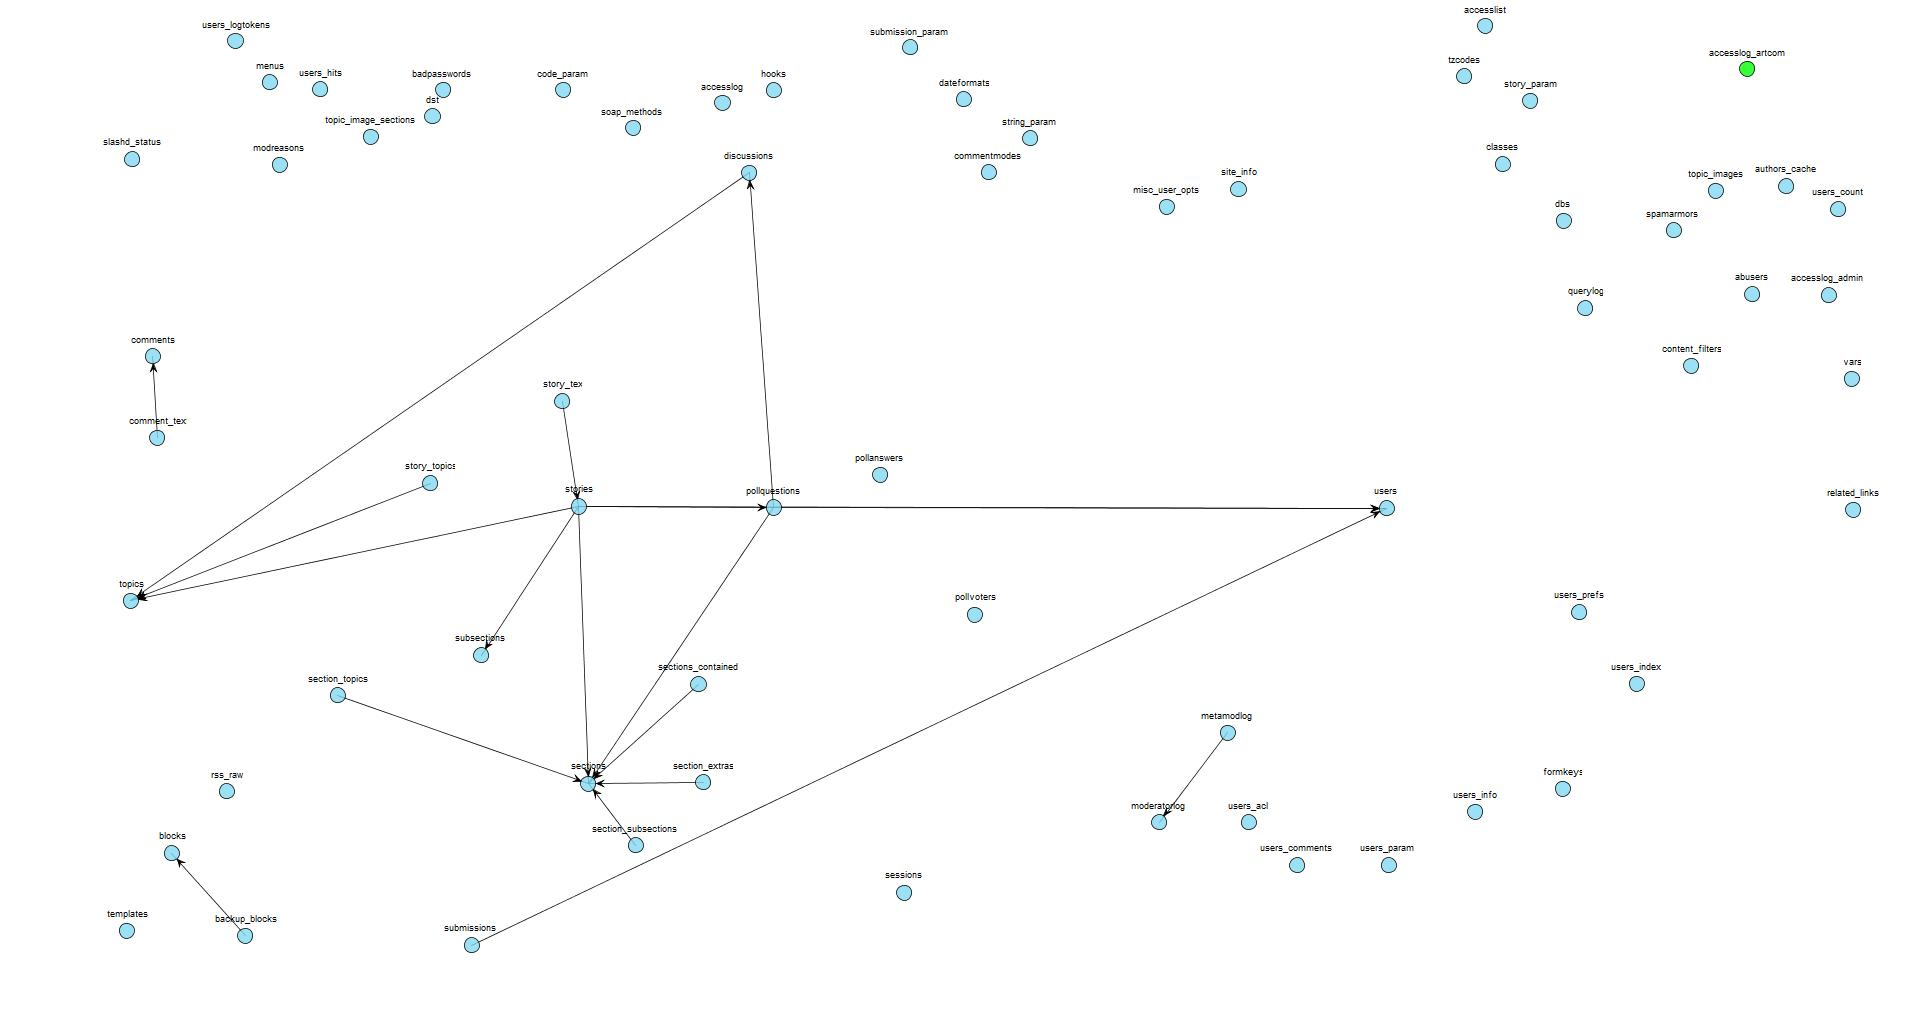 accesslist
users_logtokens
submission_param
accesslog_artcom
tzcodes
menus
users_hits
badpasswords
code_param
hooks
accesslog
dateformats
story_param
dst
soap_methods
topic_image_sections
string_param
slashd_status
modreasons
discussions
commentmodes
classes
site_info
topic_images
authors_cache
misc_user_opts
users_count
dbs
spamarmors
abusers
accesslog_admin
querylog
comments
content_filters
vars
story_tex
comment_tex
pollanswers
story_topics
stories
pollquestions
users
related_links
topics
users_prefs
pollvoters
subsections
sections_contained
users_index
section_topics
metamodlog
sections
section_extras
formkeys
rss_raw
users_info
moderatorlog
users_acl
section_subsections
blocks
users_comments
users_param
sessions
templates
backup_blocks
submissions